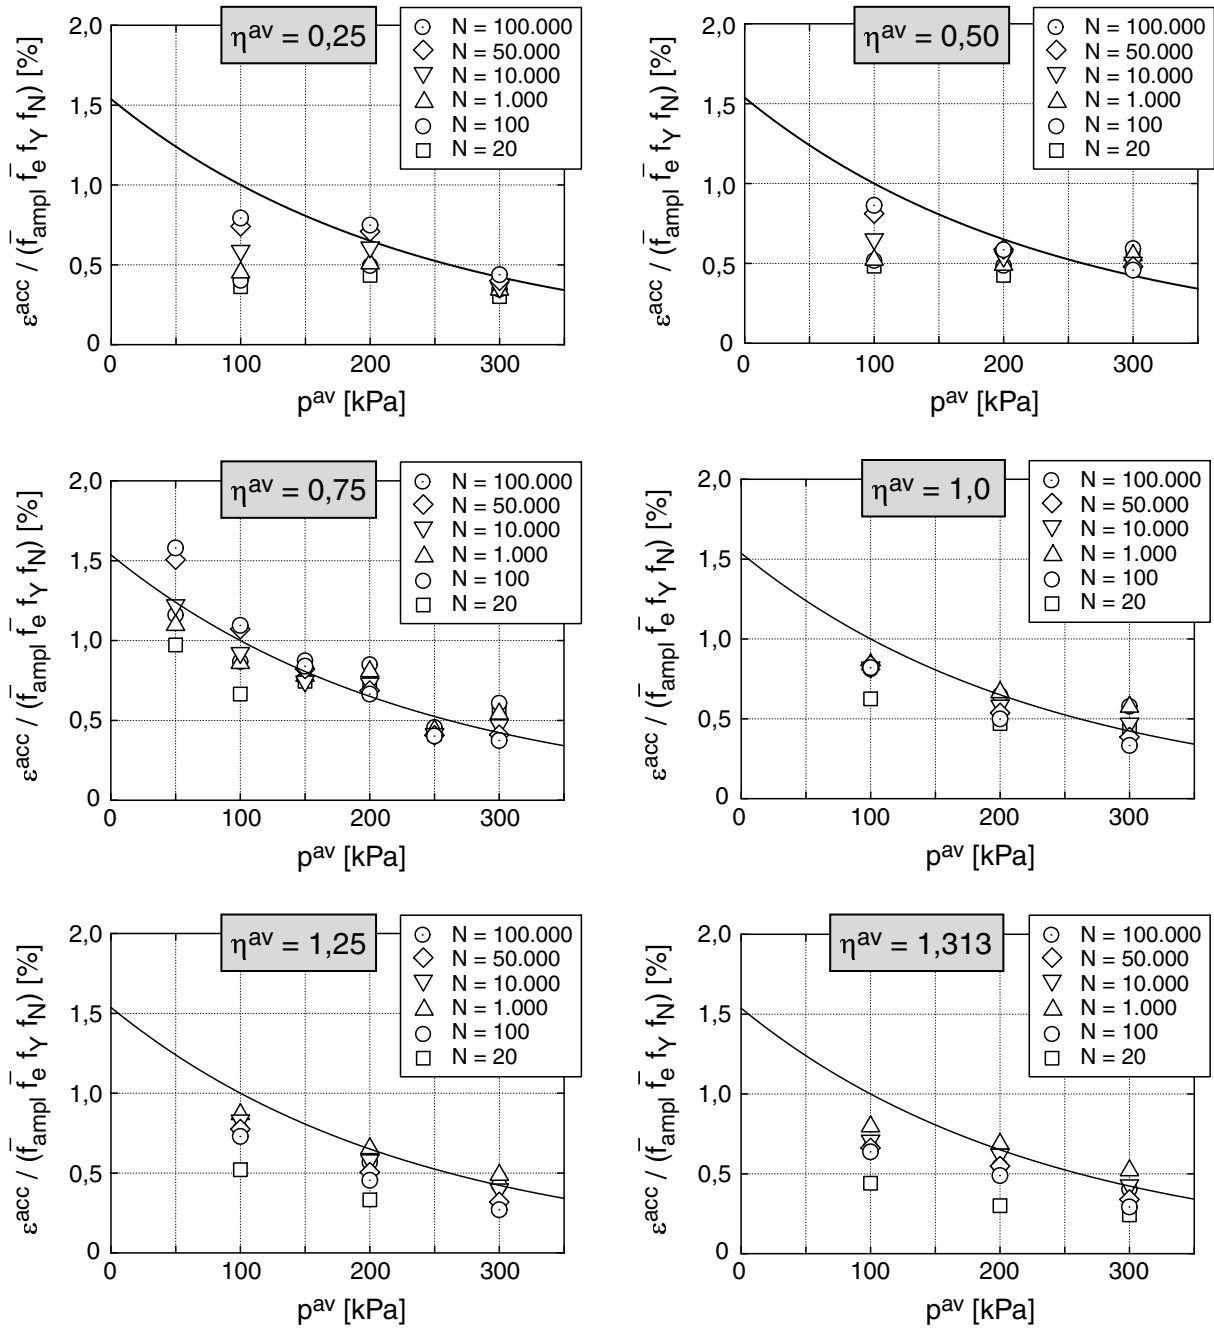 2,0
1,5
1,0
0,5
0
0 100 200 300
p^av [kPa]
ε^acc / (f̄_ampl f̄_e f_Y f_N) [%]
η^av = 0,25
N = 100.000
N = 50.000
N = 10.000
N = 1.000
N = 100
N = 20
2,0
1,5
1,0
0,5
0
0 100 200 300
p^av [kPa]
ε^acc / (f̄_ampl f̄_e f_Y f_N) [%]
η^av = 0,50
N = 100.000
N = 50.000
N = 10.000
N = 1.000
N = 100
N = 20
2,0
1,5
1,0
0,5
0
0 100 200 300
p^av [kPa]
ε^acc / (f̄_ampl f̄_e f_Y f_N) [%]
η^av = 0,75
N = 100.000
N = 50.000
N = 10.000
N = 1.000
N = 100
N = 20
2,0
1,5
1,0
0,5
0
0 100 200 300
p^av [kPa]
ε^acc / (f̄_ampl f̄_e f_Y f_N) [%]
η^av = 1,0
N = 100.000
N = 50.000
N = 10.000
N = 1.000
N = 100
N = 20
2,0
1,5
1,0
0,5
0
0 100 200 300
p^av [kPa]
ε^acc / (f̄_ampl f̄_e f_Y f_N) [%]
η^av = 1,25
N = 100.000
N = 50.000
N = 10.000
N = 1.000
N = 100
N = 20
2,0
1,5
1,0
0,5
0
0 100 200 300
p^av [kPa]
ε^acc / (f̄_ampl f̄_e f_Y f_N) [%]
η^av = 1,313
N = 100.000
N = 50.000
N = 10.000
N = 1.000
N = 100
N = 20